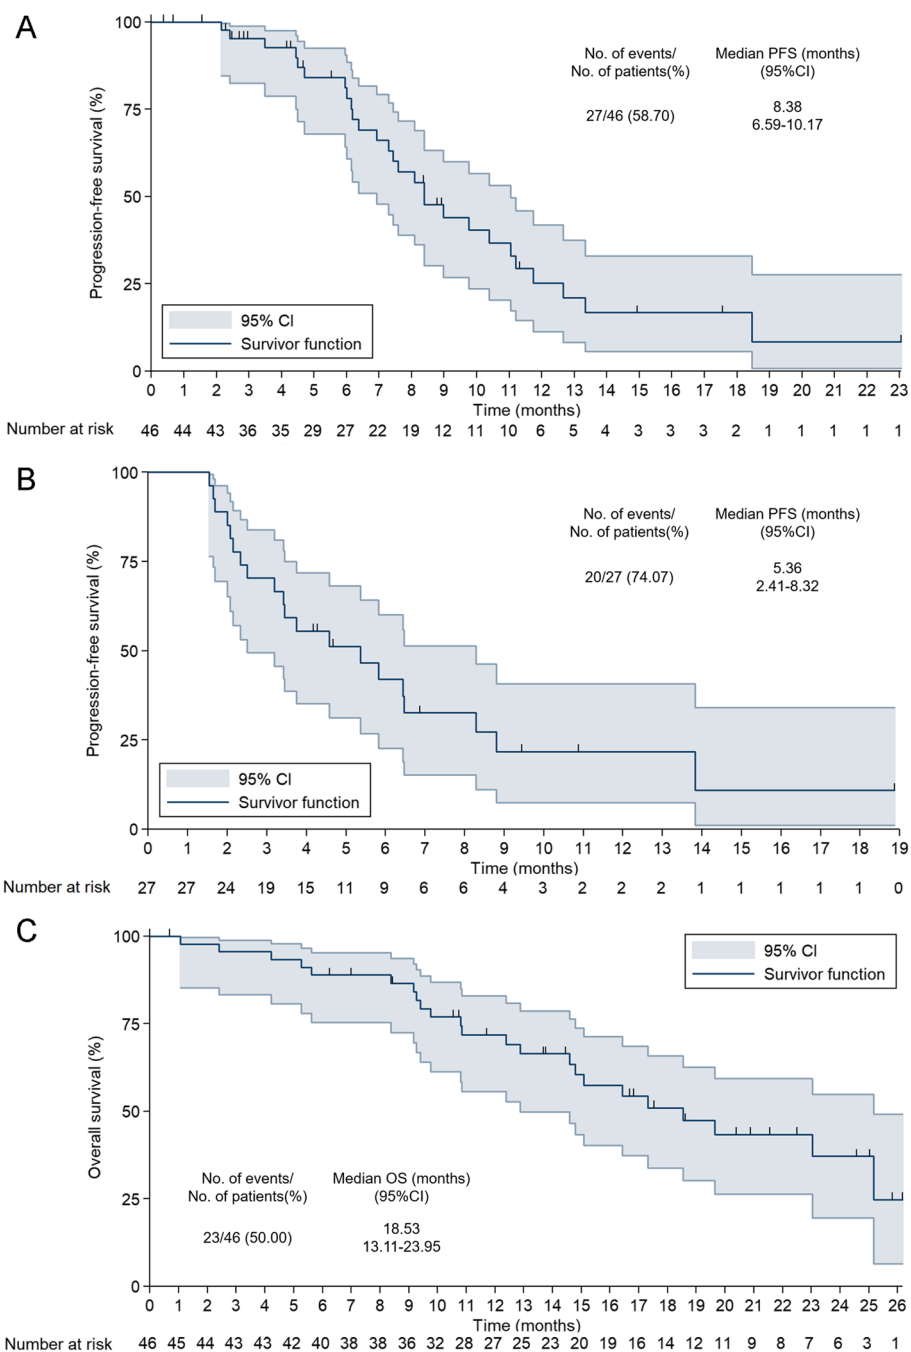 A
100
75
50
25
0
Progression-free survival (%)
No. of events/ Median PFS (months)
No. of patients(%) (95%CI)
27/46 (58.70) 8.38
6.59-10.17
95% CI
Survivor function
0 1 2 3 4 5 6 7 8 9 10 11 12 13 14 15 16 17 18 19 20 21 22 23
Time (months)
Number at risk 46 44 43 36 35 29 27 22 19 12 11 10 6 5 4 3 3 3 2 1 1 1 1 1
B
100
75
50
25
0
Progression-free survival (%)
No. of events/ Median PFS (months)
No. of patients(%) (95%CI)
20/27 (74.07) 5.36
2.41-8.32
95% CI
Survivor function
0 1 2 3 4 5 6 7 8 9 10 11 12 13 14 15 16 17 18 19
Time (months)
Number at risk 27 27 24 19 15 11 9 6 6 4 3 2 2 2 1 1 1 1 1 0
C
100
75
50
25
0
Overall survival (%)
95% CI
Survivor function
No. of events/ Median OS (months)
No. of patients(%) (95%CI)
23/46 (50.00) 18.53
13.11-23.95
0 1 2 3 4 5 6 7 8 9 10 11 12 13 14 15 16 17 18 19 20 21 22 23 24 25 26
Time (months)
Number at risk 46 45 44 43 43 42 40 38 38 36 32 28 27 25 23 20 19 16 14 12 11 9 8 7 6 3 1